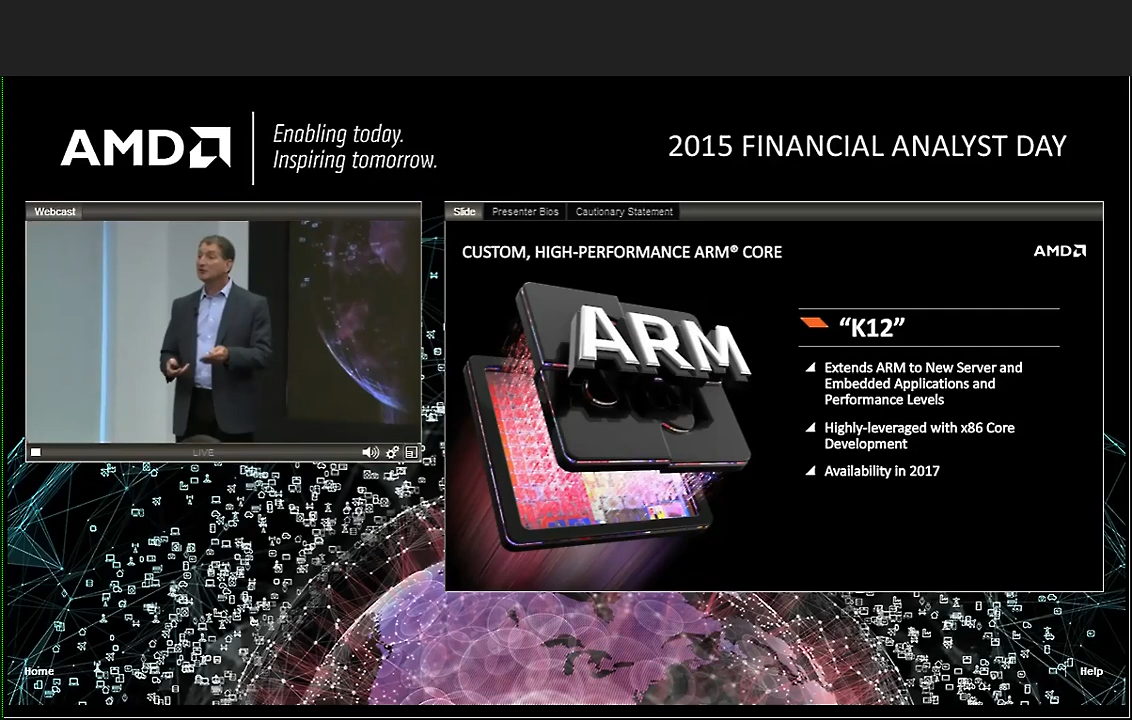 AMD
Enabling today.
Inspiring tomorrow.
2015 FINANCIAL ANALYST DAY
Webcast
LIVE
Slide
Presenter Bios
Cautionary Statement
CUSTOM, HIGH-PERFORMANCE ARM® CORE
AMD
ARM
“K12”
Extends ARM to New Server and
Embedded Applications and
Performance Levels
Highly-leveraged with x86 Core
Development
Availability in 2017
Home
Help